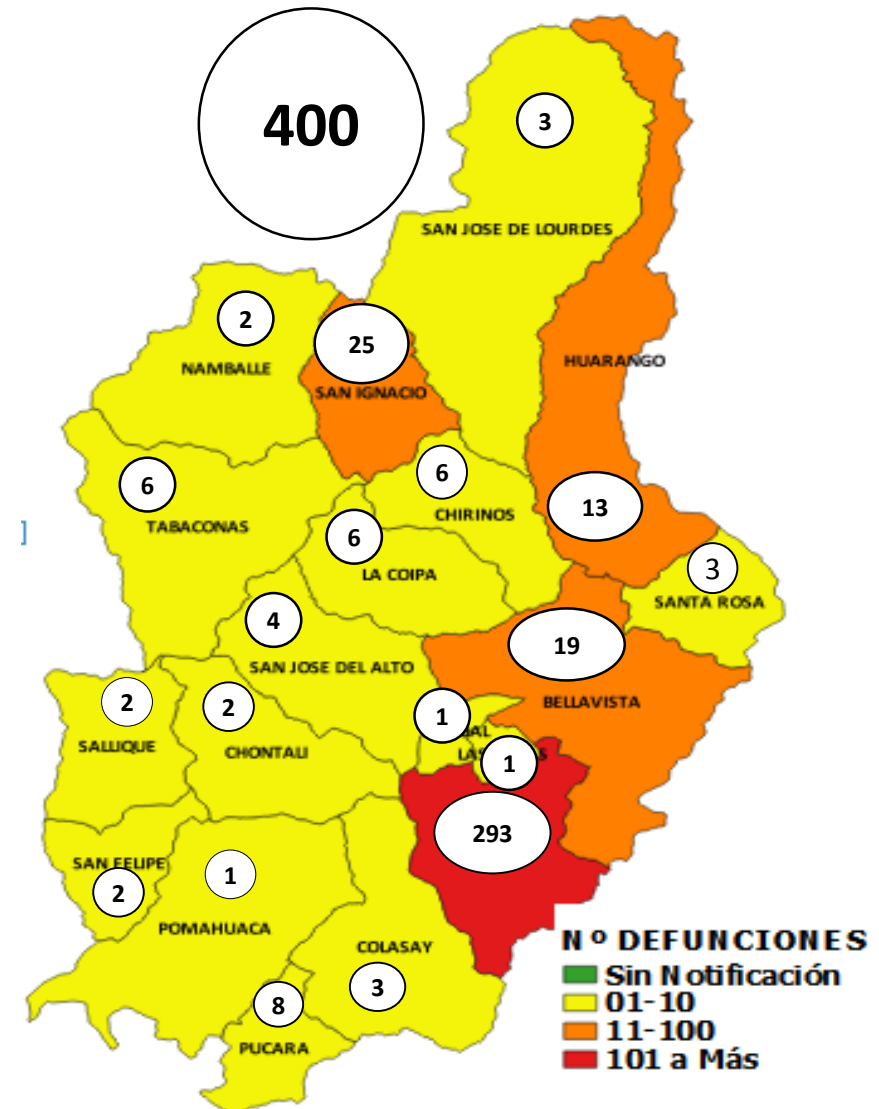 400
3
SAN JOSE DE LOURDES
2
NAMBALLE
25
SAN IGNACIO
HUARANGO
6
TABACONAS
6
CHIRINOS
13
]
6
LA COIPA
3
SANTA ROSA
4
SAN JOSE DEL ALTO
19
BELLAVISTA
2
SALLIQUE
2
CHONTALI
1
1
293
SAN FELIPE
2
1
POMAHUACA
COLASAY
3
8
PUCARA
Nº DEFUNCIONES
Sin Notificación
01-10
11-100
101 a Más